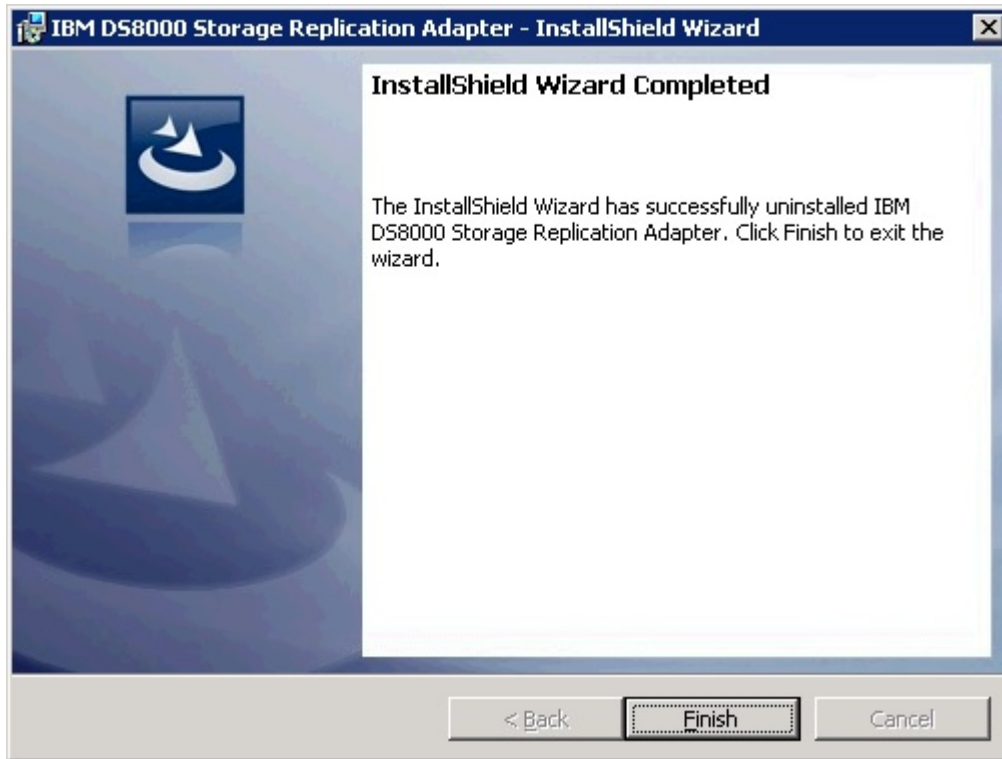 IBM DS8000 Storage Replication Adapter - InstallShield Wizard
InstallShield Wizard Completed
The InstallShield Wizard has successfully uninstalled IBM
DS8000 Storage Replication Adapter. Click Finish to exit the
wizard.
< Back
Finish
Cancel